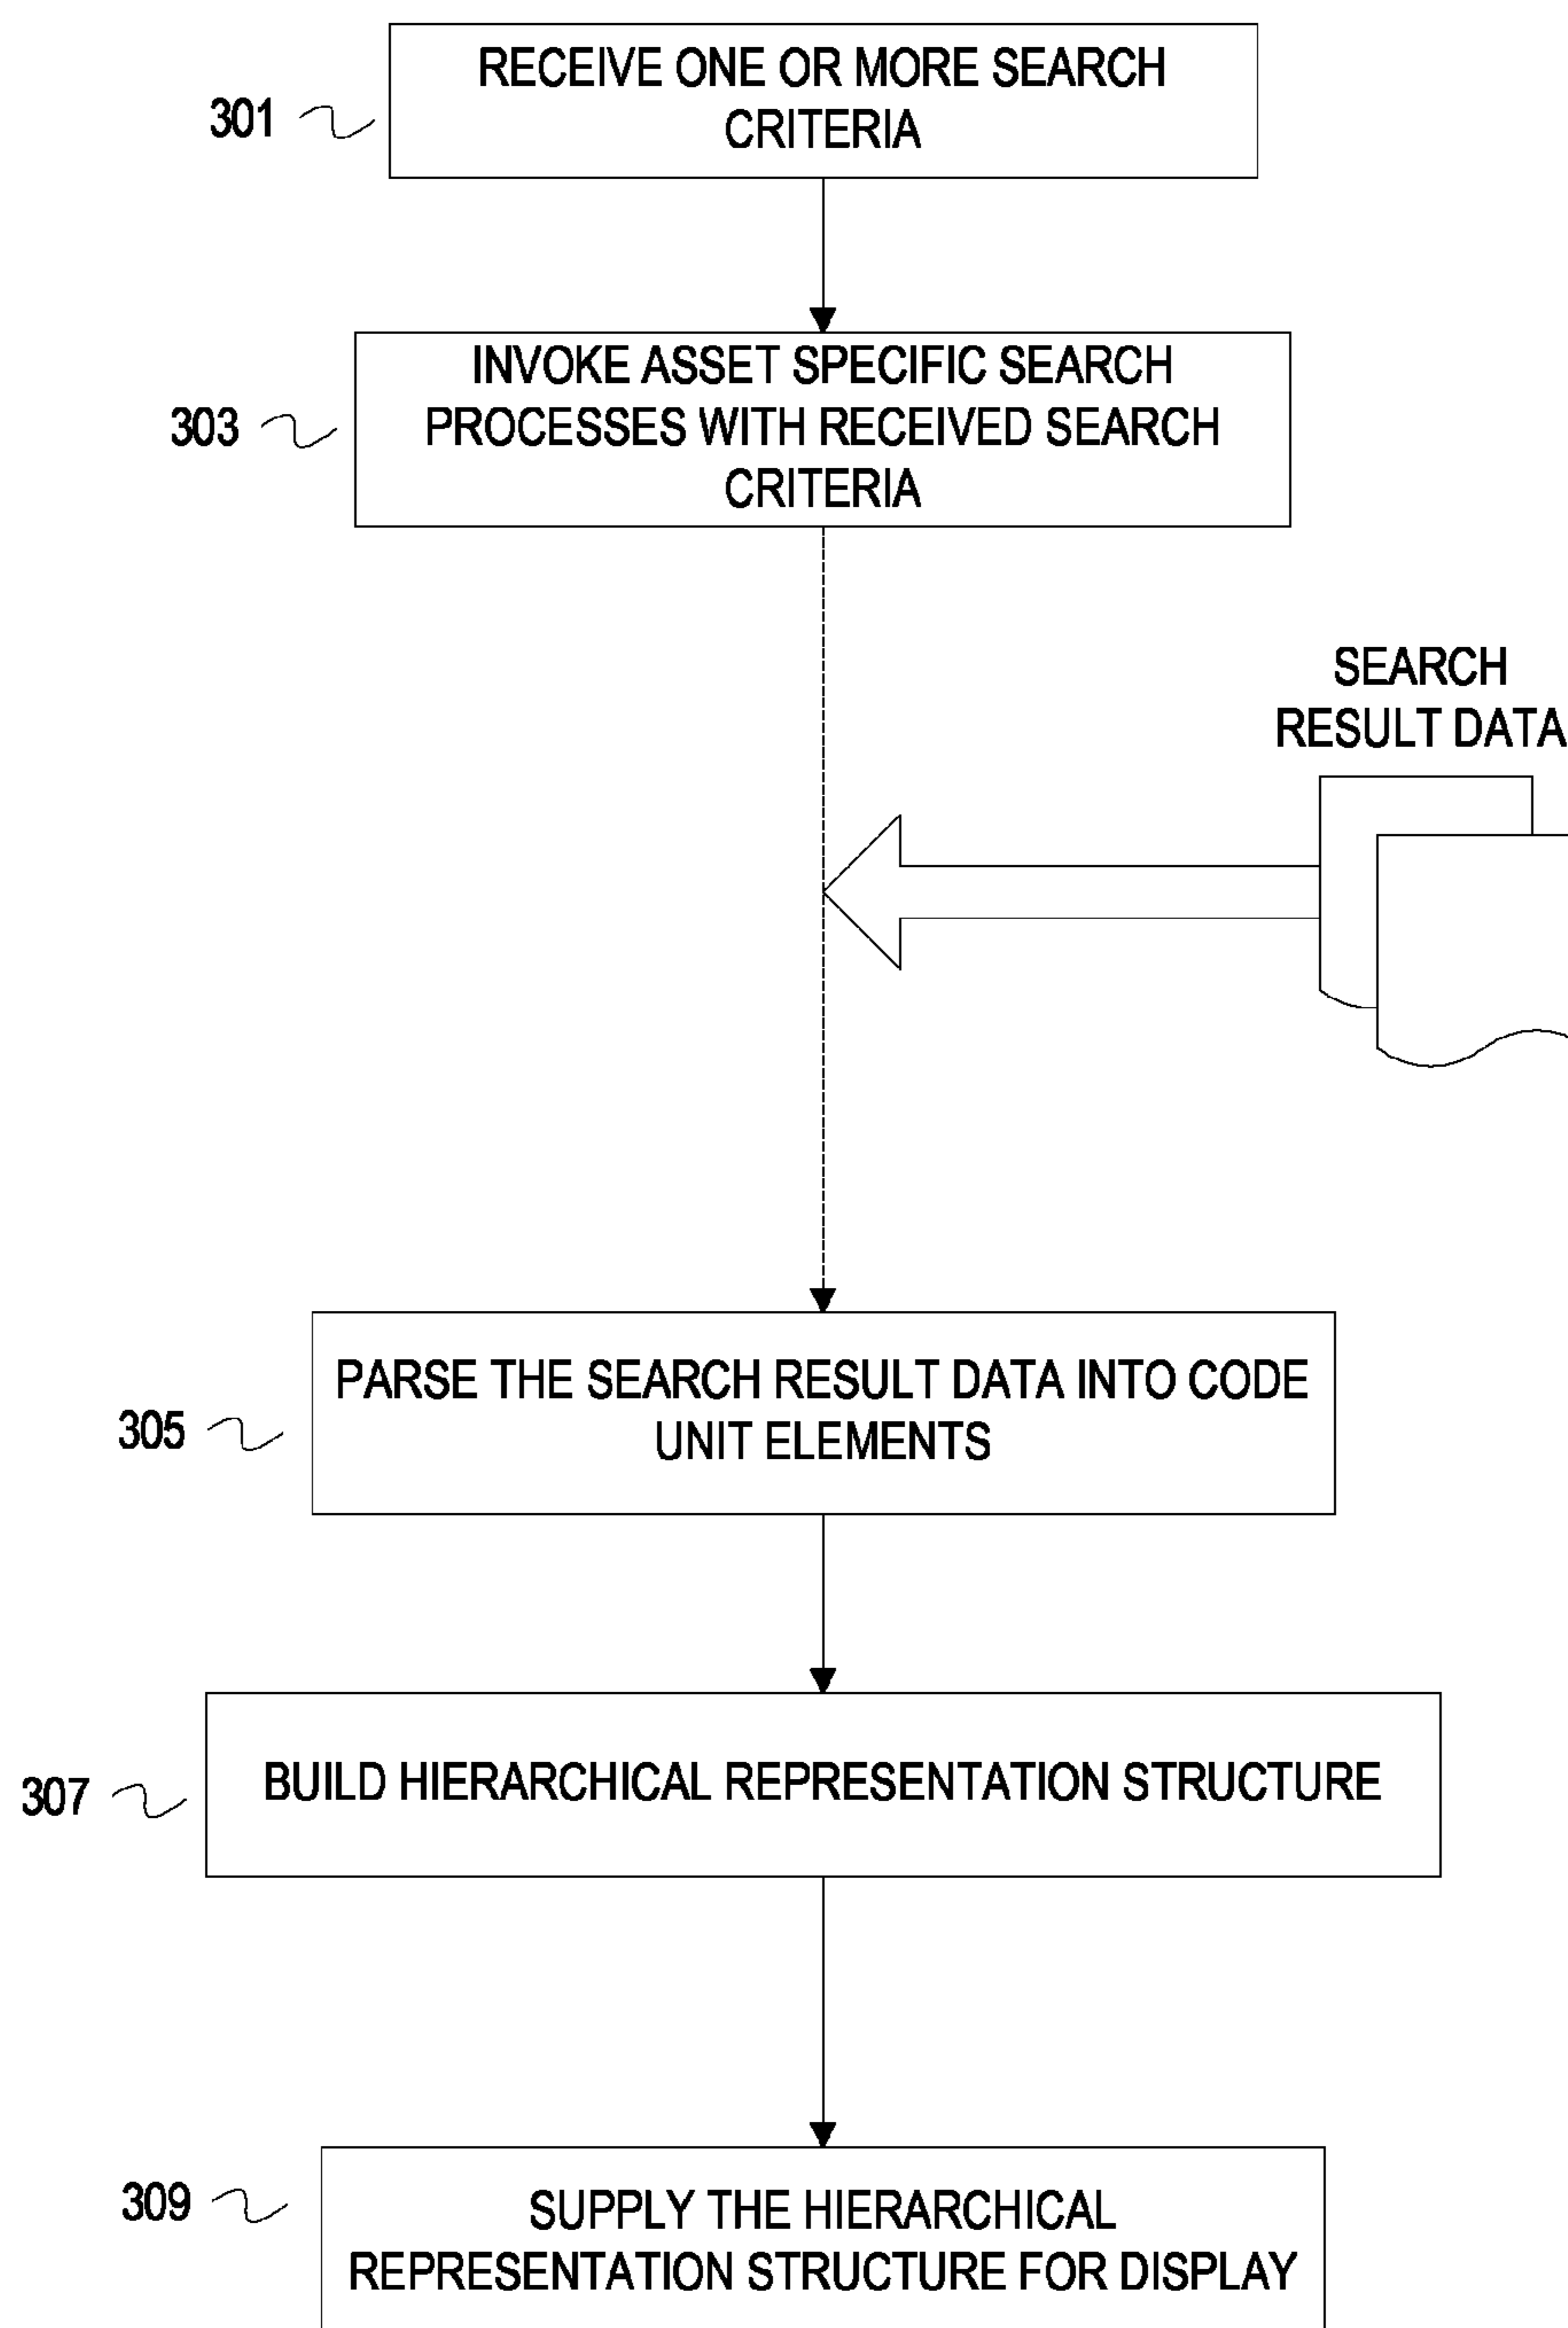 RECEIVE ONE OR MORE SEARCH
CRITERIA
301
INVOKE ASSET SPECIFIC SEARCH
PROCESSES WITH RECEIVED SEARCH
CRITERIA
303
SEARCH
RESULT DATA
PARSE THE SEARCH RESULT DATA INTO CODE
UNIT ELEMENTS
305
BUILD HIERARCHICAL REPRESENTATION STRUCTURE
307
SUPPLY THE HIERARCHICAL
REPRESENTATION STRUCTURE FOR DISPLAY
309